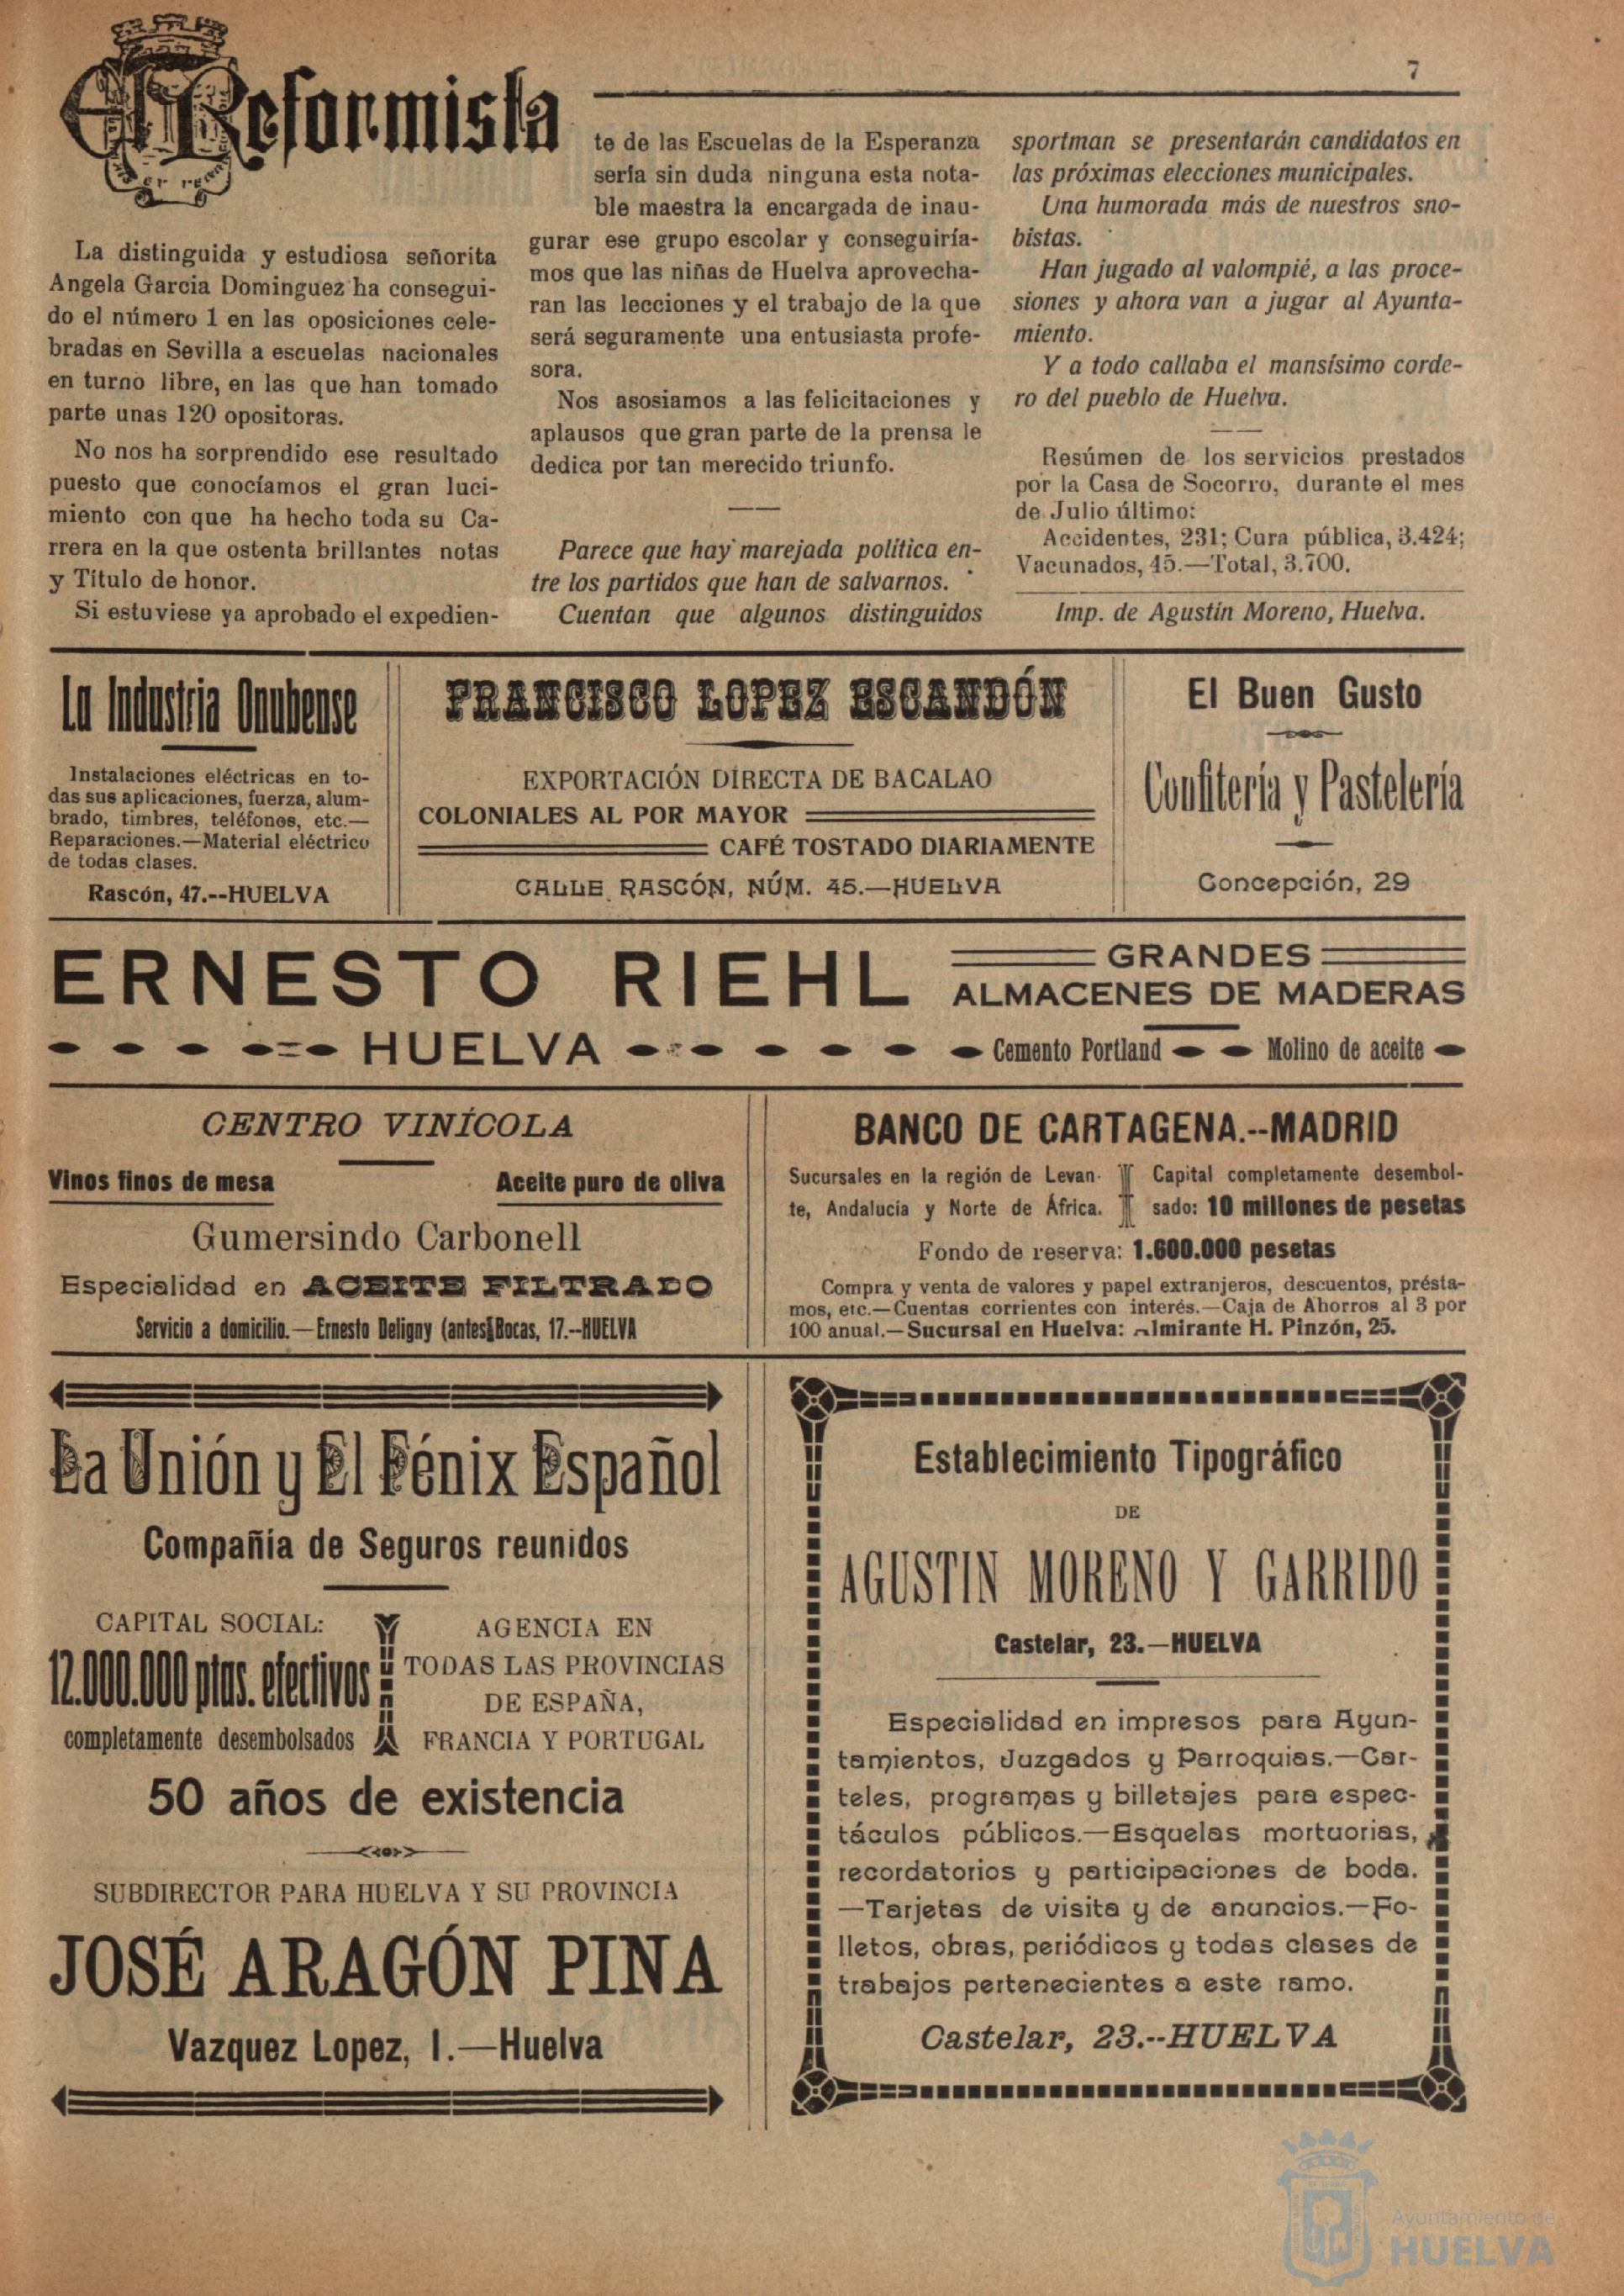 El Reformista
7
La distinguida y estudiosa señorita
Angela Garcia Dominguez ha consegui-
do el número 1 en las oposiciones cele-
bradas en Sevilla a escuelas nacionales
en turno libre, en las que han tomado
parte unas 120 opositoras.
No nos ha sorprendido ese resultado
puesto que conocíamos el gran luci-
miento con que ha hecho toda su Ca-
rrera en la que ostenta brillantes notas
y Título de honor.
Si estuviese ya aprobado el expedien-
te de las Escuelas de la Esperanza
sería sin duda ninguna esta nota-
ble maestra la encargada de inau-
gurar ese grupo escolar y conseguiría-
mos que las niñas de Huelva aprovecha-
ran las lecciones y el trabajo de la que
será seguramente una entusiasta profe-
sora.
Nos asosiamos a las felicitaciones y
aplausos que gran parte de la prensa le
dedica por tan merecido triunfo.
Parece que hay marejada política en-
tre los partidos que han de salvarnos.
Cuentan que algunos distinguidos
sportman se presentarán candidatos en
las próximas elecciones municipales.
Una humorada más de nuestros sno-
bistas.
Han jugado al valompié, a las proce-
siones y ahora van a jugar al Ayunta-
miento.
Y a todo callaba el mansísimo corde-
ro del pueblo de Huelva.
Resúmen de los servicios prestados
por la Casa de Socorro, durante el mes
de Julio último:
Accidentes, 231; Cura pública, 3.424;
Vacunados, 45.—Total, 3.700.
Imp. de Agustín Moreno, Huelva.
La Industria Onubense
Instalaciones eléctricas en to-
das sus aplicaciones, fuerza, alum-
brado, timbres, teléfonos, etc.—
Reparaciones.—Material eléctrico
de todas clases.
Rascón, 47.--HUELVA
FRANCISCO LOPEZ ESCANDÓN
EXPORTACIÓN DIRECTA DE BACALAO
COLONIALES AL POR MAYOR
CAFÉ TOSTADO DIARIAMENTE
CALLE RASCÓN, NÚM. 45.—HUELVA
El Buen Gusto
Confitería y Pastelería
Concepción, 29
ERNESTO RIEHL
HUELVA
GRANDES
ALMACENES DE MADERAS
Cemento Portland
Molino de aceite
CENTRO VINÍCOLA
Vinos finos de mesa
Aceite puro de oliva
Gumersindo Carbonell
Especialidad en ACEITE FILTRADO
Servicio a domicilio.—Ernesto Deligny (antes Bocas, 17.--HUELVA
BANCO DE CARTAGENA.--MADRID
Sucursales en la región de Levan-
te, Andalucia y Norte de África.
Capital completamente desembol-
sado: 10 millones de pesetas
Fondo de reserva: 1.600.000 pesetas
Compra y venta de valores y papel extranjeros, descuentos, présta-
mos, etc.—Cuentas corrientes con interés.—Caja de Ahorros al 3 por
100 anual.—Sucursal en Huelva: Almirante H. Pinzón, 25.
La Unión y El Fénix Español
Compañia de Seguros reunidos
CAPITAL SOCIAL:
12.000.000 ptas. efectivos
completamente desembolsados
AGENCIA EN
TODAS LAS PROVINCIAS
DE ESPAÑA,
FRANCIA Y PORTUGAL
50 años de existencia
SUBDIRECTOR PARA HUELVA Y SU PROVINCIA
JOSÉ ARAGÓN PINA
Vazquez Lopez, 1.—Huelva
Establecimiento Tipográfico
DE
AGUSTIN MORENO Y GARRIDO
Castelar, 23.—HUELVA
Especialidad en impresos para Ayun-
tamientos, Juzgados y Parroquias.—Car-
teles, programas y billetajes para espec-
táculos públicos.—Esquelas mortuorias,
recordatorios y participaciones de boda.
—Tarjetas de visita y de anuncios.—Fo-
lletos, obras, periódicos y todas clases de
trabajos pertenecientes a este ramo.
Castelar, 23.--HUELVA
Ayuntamiento de
HUELVA